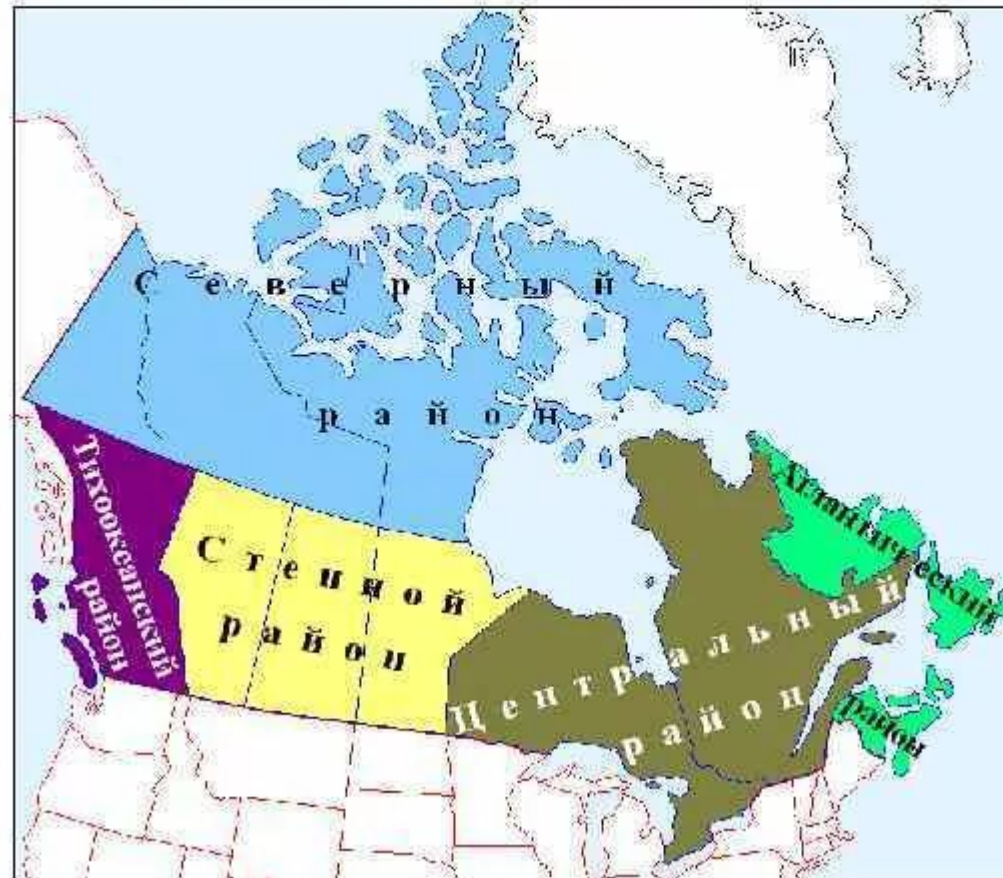 Северный
район
Тихоокеанский
район
Степной
район
Центральный
район
Атлантический
район